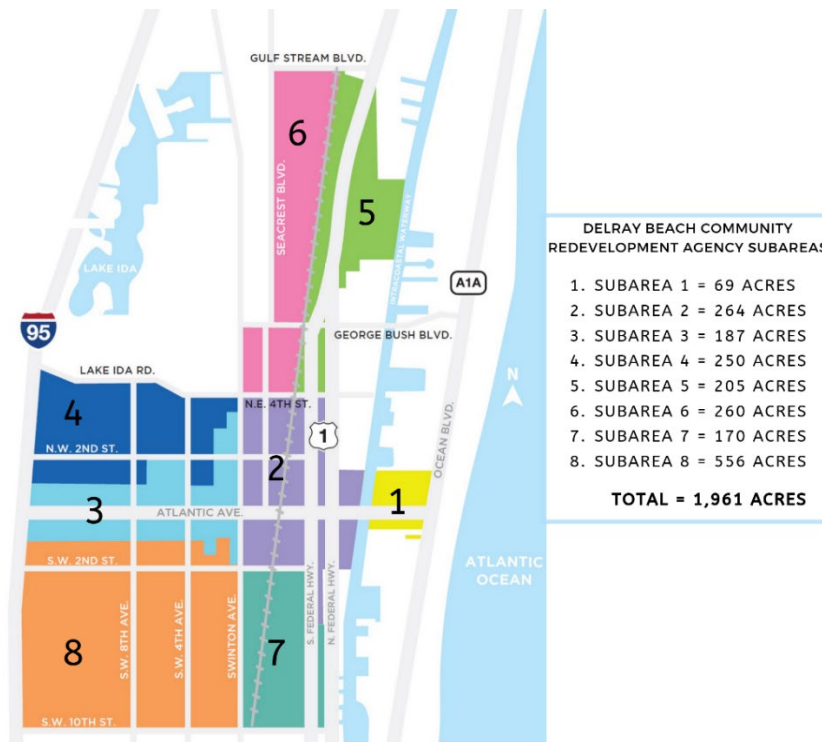 GULF STREAM BLVD.
6
SEACREST BLVD.
5
LAKE IDA
INTRACOASTAL WATERWAY
A1A
95
GEORGE BUSH BLVD.
LAKE IDA RD.
N
4
N.E. 4TH ST.
1
OCEAN BLVD.
N.W. 2ND ST.
2
3
ATLANTIC AVE.
1
S.W. 2ND ST.
ATLANTIC
OCEAN
8
S.W. 8TH AVE.
S.W. 4TH AVE.
SWINTON AVE.
7
S. FEDERAL HWY.
N. FEDERAL HWY.
S.W. 10TH ST.
DELRAY BEACH COMMUNITY
REDEVELOPMENT AGENCY SUBAREAS
1. SUBAREA 1 = 69 ACRES
2. SUBAREA 2 = 264 ACRES
3. SUBAREA 3 = 187 ACRES
4. SUBAREA 4 = 250 ACRES
5. SUBAREA 5 = 205 ACRES
6. SUBAREA 6 = 260 ACRES
7. SUBAREA 7 = 170 ACRES
8. SUBAREA 8 = 556 ACRES
TOTAL = 1,961 ACRES